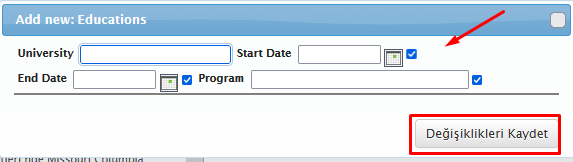 Add new: Educations
University Start Date
End Date Program
Değişiklikleri Kaydet